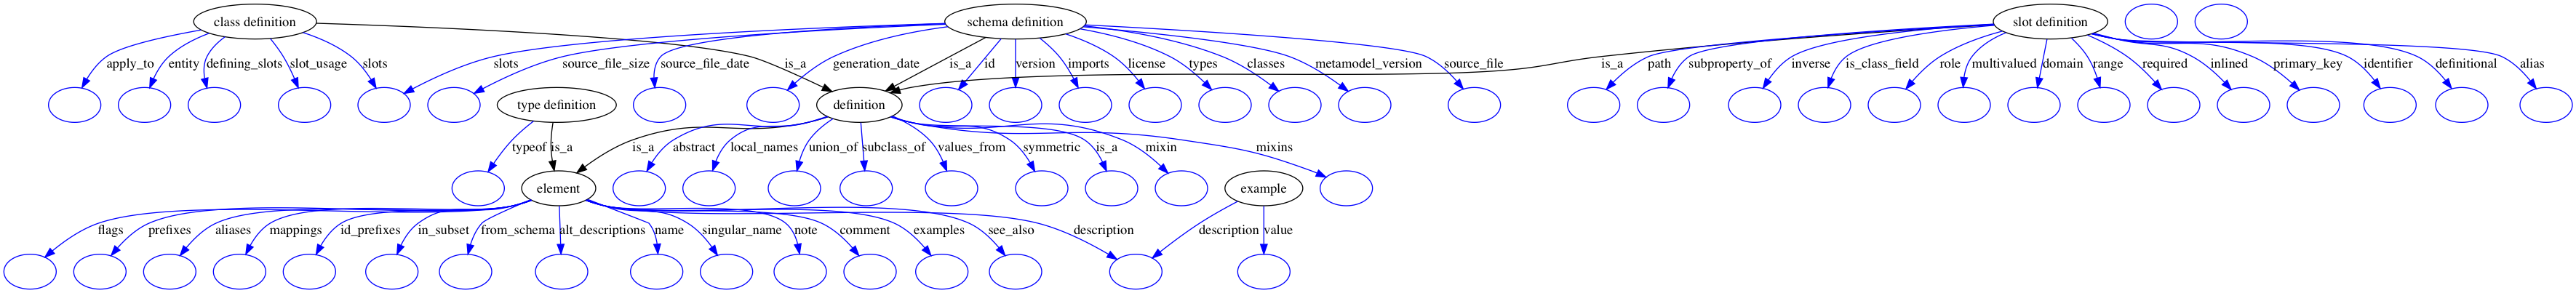 class definition
schema definition
slot definition
apply_to
entity
defining_slots
slot_usage
slots
slots
source_file_size
source_file_date
is_a
generation_date
is_a
id
version
imports
license
types
classes
metamodel_version
source_file
is_a
path
subproperty_of
inverse
is_class_field
role
multivalued
domain
range
required
inlined
primary_key
identifier
definitional
alias
type definition
definition
typeof
is_a
is_a
abstract
local_names
union_of
subclass_of
values_from
symmetric
is_a
mixin
mixins
element
example
flags
prefixes
aliases
mappings
id_prefixes
in_subset
from_schema
alt_descriptions
name
singular_name
note
comment
examples
see_also
description
description
value